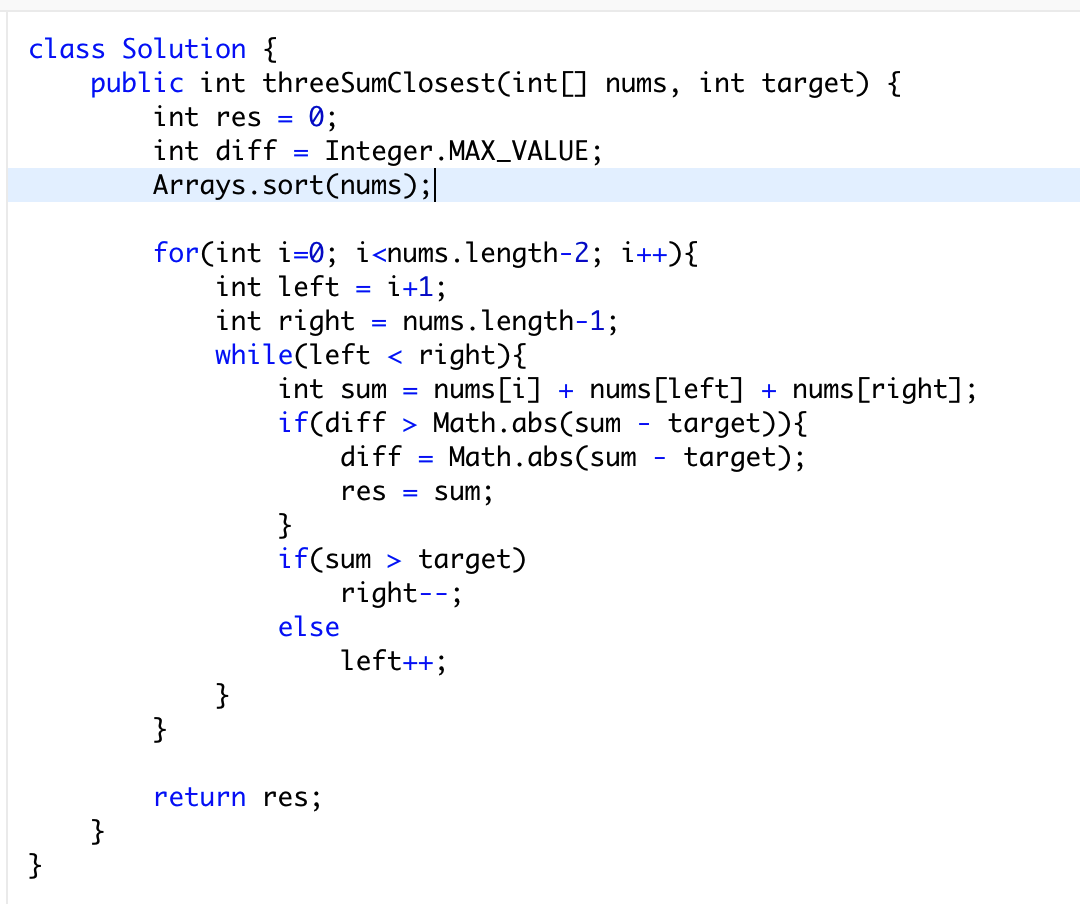 class Solution {
    public int threeSumClosest(int[] nums, int target) {
        int res = 0;
        int diff = Integer.MAX_VALUE;
        Arrays.sort(nums);

        for(int i=0; i<nums.length-2; i++){
            int left = i+1;
            int right = nums.length-1;
            while(left < right){
                int sum = nums[i] + nums[left] + nums[right];
                if(diff > Math.abs(sum - target)){
                    diff = Math.abs(sum - target);
                    res = sum;
                }
                if(sum > target)
                    right--;
                else
                    left++;
            }
        }

        return res;
    }
}